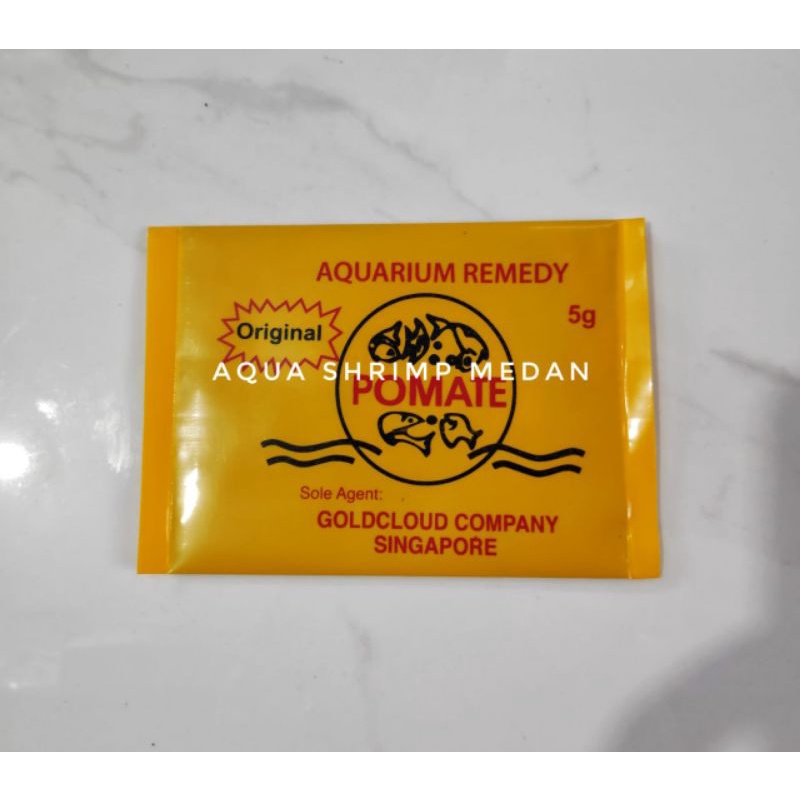 AQUARIUM REMEDY
5g
Original
AQUA SHRIMP MEDAN
POMATE
Sole Agent:
GOLDCLOUD COMPANY
SINGAPORE